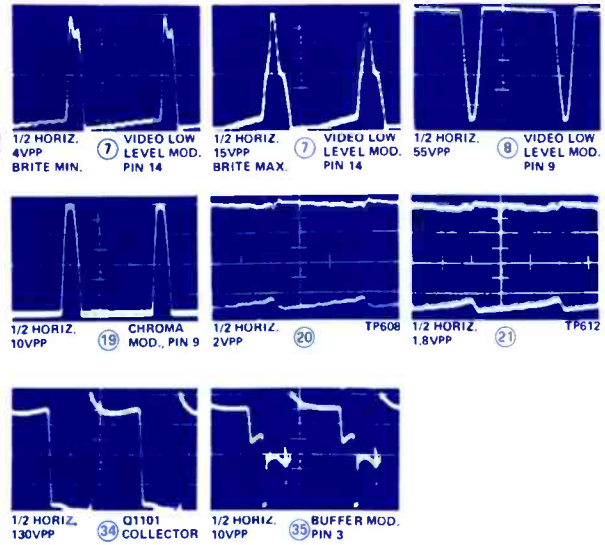 1/2 HORIZ. 7 VIDEO LOW
4VPP LEVEL MOD.
BRITE MIN. PIN 14
1/2 HORIZ. 7 VIDEO LOW
15VPP LEVEL MOD.
BRITE MAX. PIN 14
1/2 HORIZ. 8 VIDEO LOW
55VPP LEVEL MOD.
PIN 9
1/2 HORIZ. 19 CHROMA
10VPP MOD., PIN 9
1/2 HORIZ. 20 TP608
2VPP
1/2 HORIZ. 21 TP612
1.8VPP
1/2 HORIZ. 34 Q1101
130VPP COLLECTOR
1/2 HORIZ. 35 BUFFER MOD.
10VPP PIN 3